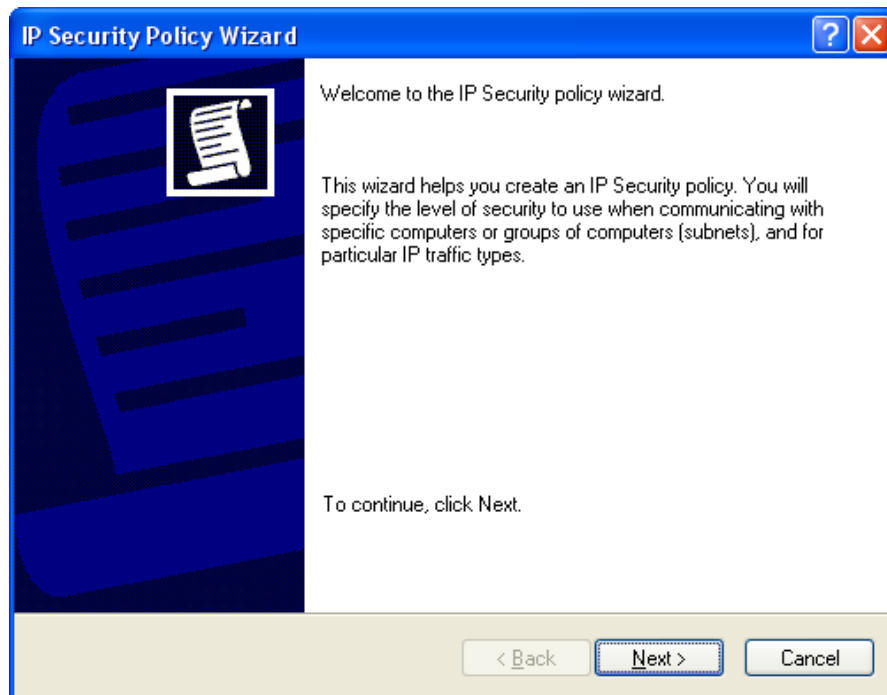 IP Security Policy Wizard
Welcome to the IP Security policy wizard.
This wizard helps you create an IP Security policy. You will
specify the level of security to use when communicating with
specific computers or groups of computers (subnets), and for
particular IP traffic types.
To continue, click Next.
< Back
Next >
Cancel